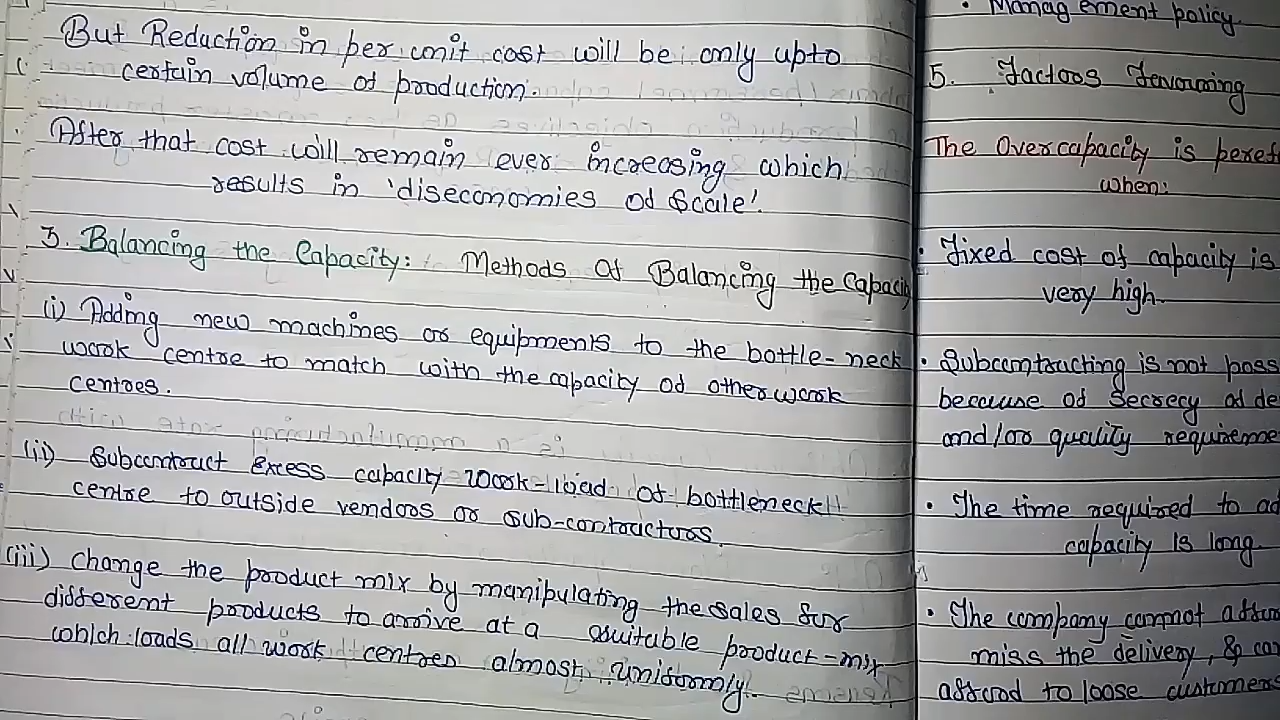 But Reduction in per unit cost will be only upto
certain volume of production.
After that cost will remain ever increasing which
results in 'diseconomies of Scale'.
3. Balancing the Capacity: Methods Of Balancing the Capacity
(i) Adding new machines or equipments to the bottle-neck
work centre to match with the capacity of other work
centres.
(ii) Subcontract excess capacity work-load of bottleneck
centre to outside vendors or sub-contractors.
(iii) Change the product mix by manipulating the sales for
different products to arrive at a suitable product-mix
which loads all work centres almost uniformly.
• Management policy.
5. Factors Favouring
The Overcapacity is peref
when:
• Fixed cost of capacity is
very high.
• Subcontracting is not poss
because of Secrecy of de
and/or quality requireme
• The time required to ad
capacity is long
• The company cannot affor
miss the delivery, & can
afford to loose customers